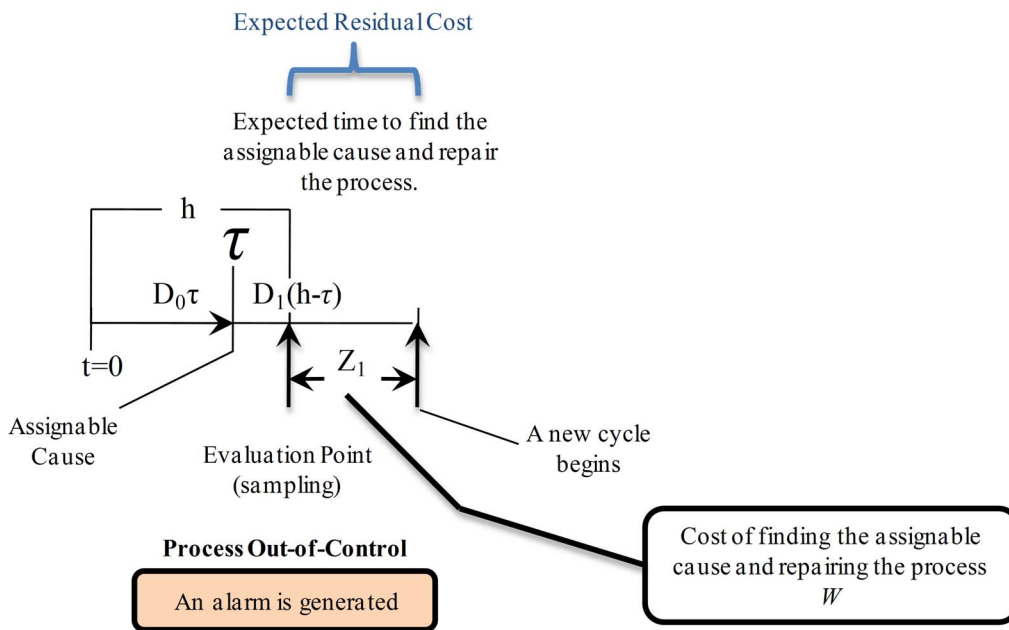 Expected Residual Cost
Expected time to find the
assignable cause and repair
the process.
h
τ
D₀τ
D₁(h-τ)
t=0
Z₁
Assignable
Cause
Evaluation Point
(sampling)
A new cycle
begins
Process Out-of-Control
An alarm is generated
Cost of finding the assignable
cause and repairing the process
W